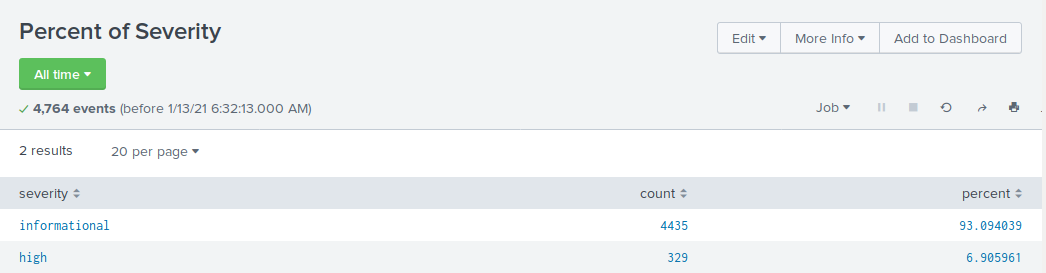 Percent of Severity
Edit More Info Add to Dashboard
All time
4,764 events (before 1/13/21 6:32:13.000 AM)
Job
2 results 20 per page
severity count percent
informational 4435 93.094039
high 329 6.905961